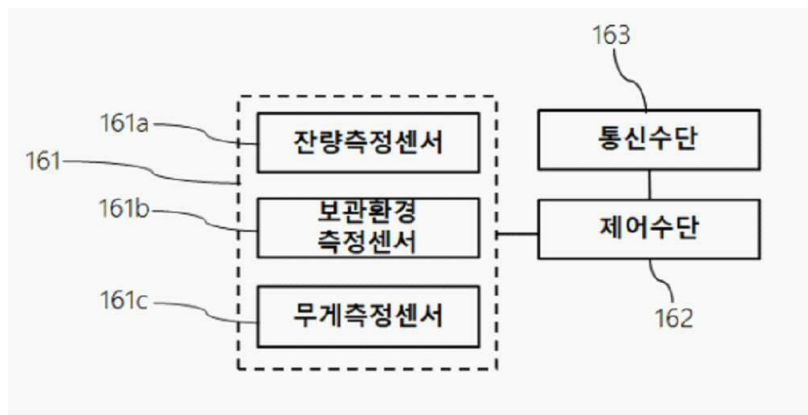 163
161a
잔량측정센서
통신수단
161
161b
보관환경
측정센서
제어수단
161c
무게측정센서
162